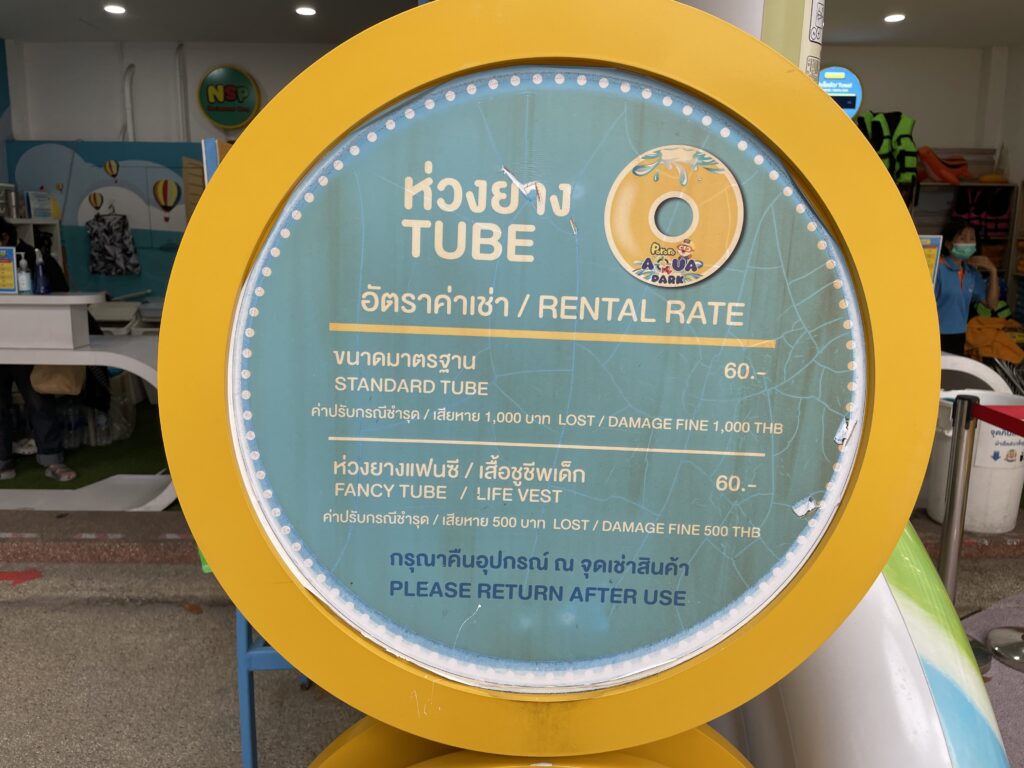 NSP
ห่วงยาง
TUBE
Pororo
AQUA
PARK
อัตราค่าเช่า / RENTAL RATE
ขนาดมาตรฐาน 60.-
STANDARD TUBE
ค่าปรับกรณีชำรุด / เสียหาย 1,000 บาท LOST / DAMAGE FINE 1,000 THB
ห่วงยางแฟนซี / เสื้อชูชีพเด็ก 60.-
FANCY TUBE / LIFE VEST
ค่าปรับกรณีชำรุด / เสียหาย 500 บาท LOST / DAMAGE FINE 500 THB
กรุณาคืนอุปกรณ์ ณ จุดเช่าสินค้า
PLEASE RETURN AFTER USE